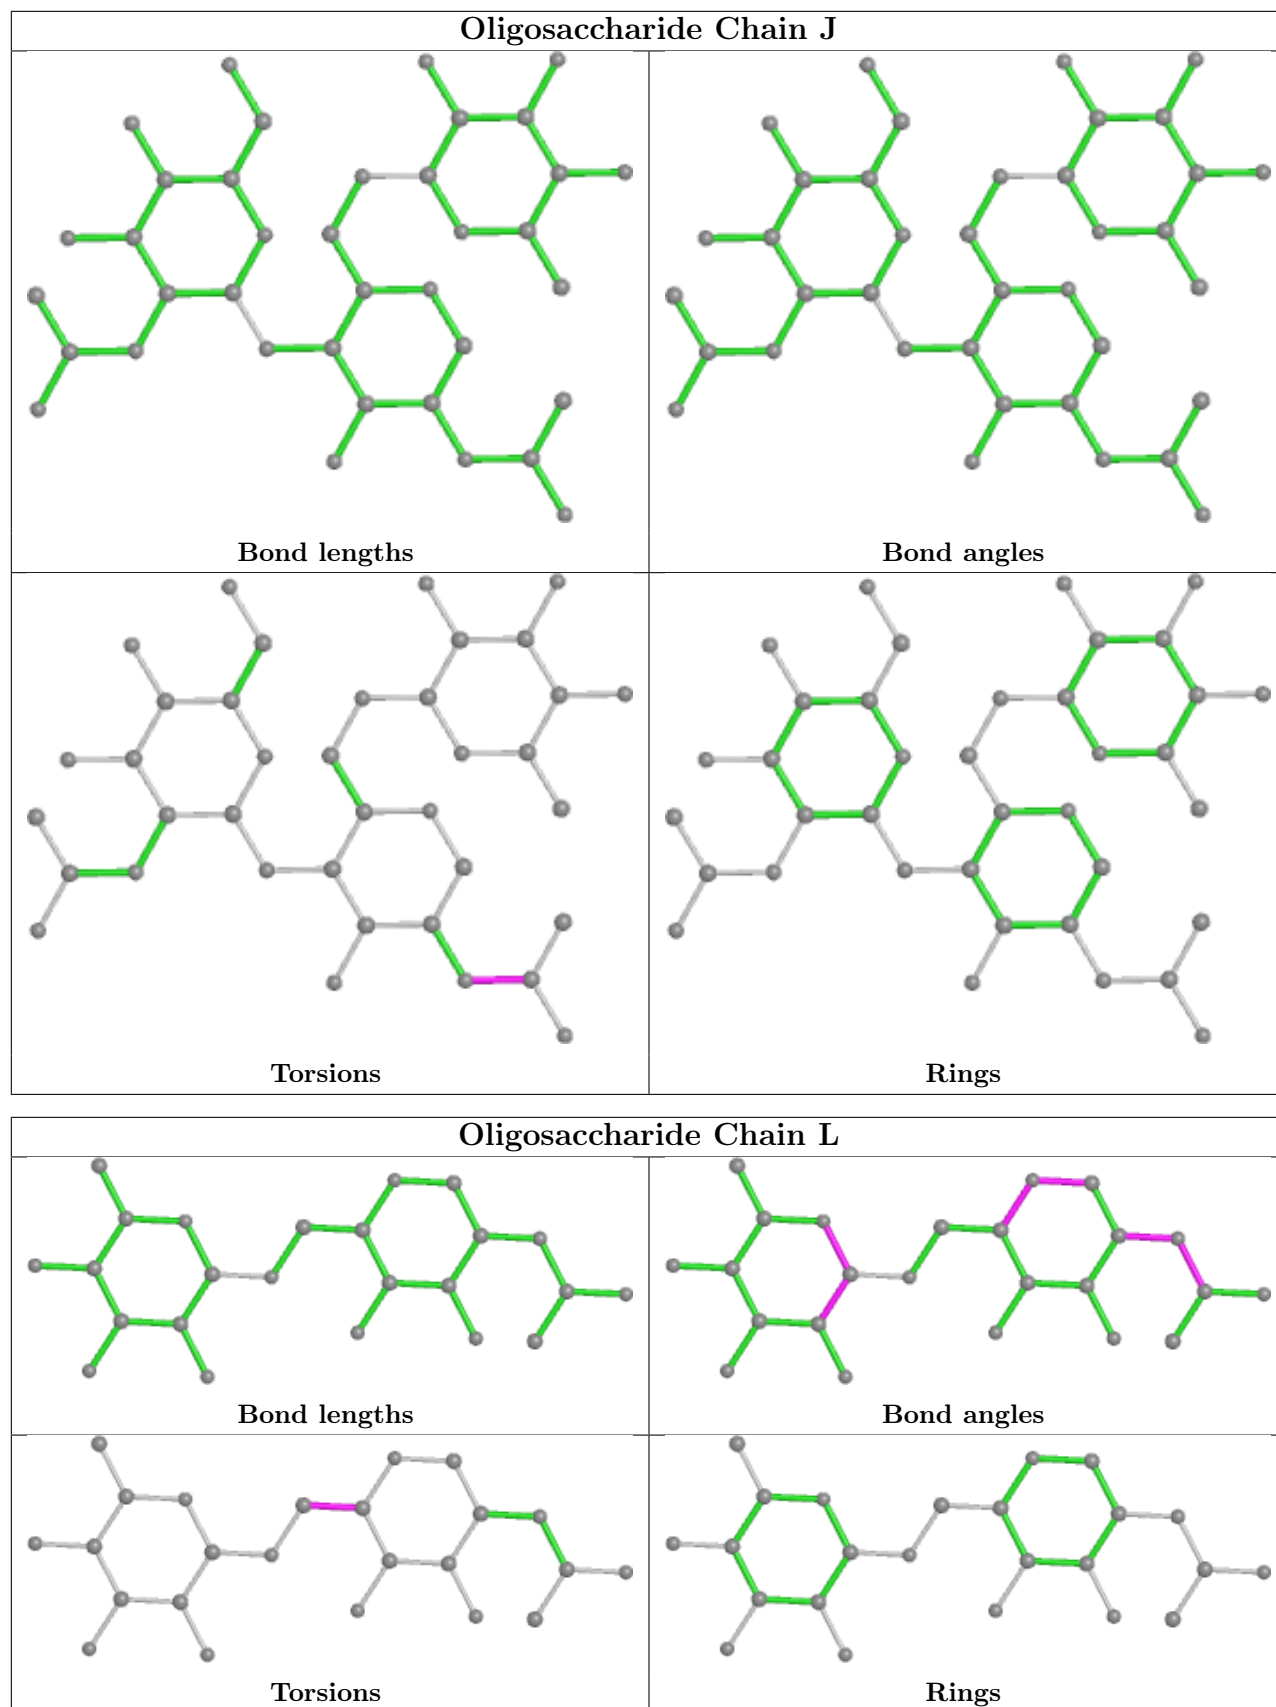 Oligosaccharide Chain J
Bond lengths
Bond angles
Torsions
Rings
Oligosaccharide Chain L
Bond lengths
Bond angles
Torsions
Rings